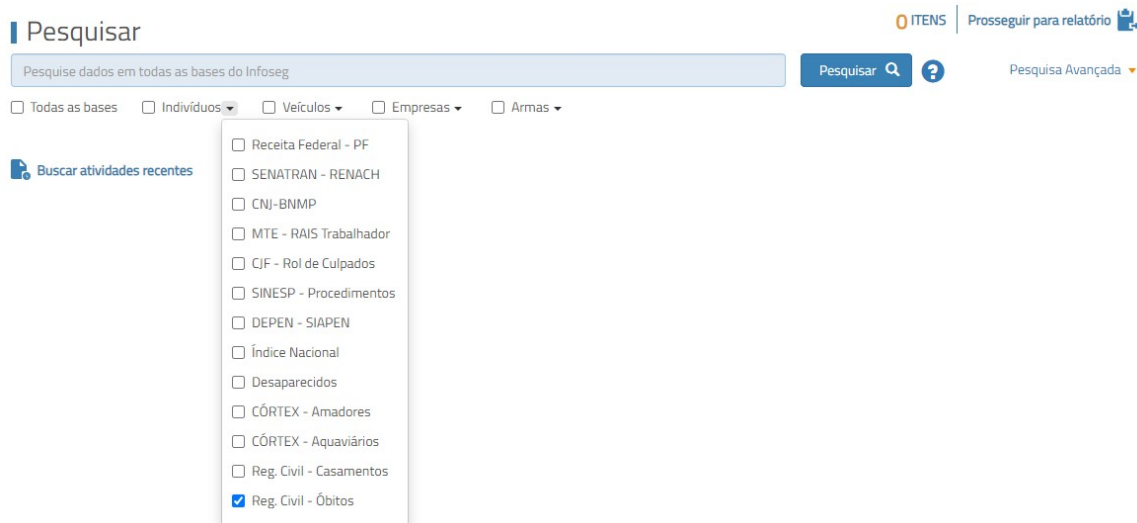 0 ITENS
Prosseguir para relatório
Pesquisar
Pesquise dados em todas as bases do Infoseg
Pesquisar
?
Pesquisa Avançada
Todas as bases
Indivíduos
Veículos
Empresas
Armas
Buscar atividades recentes
Receita Federal - PF
SENATRAN - RENACH
CNJ-BNMP
MTE - RAIS Trabalhador
CJF - Rol de Culpados
SINESP - Procedimentos
DEPEN - SIAPEN
Índice Nacional
Desaparecidos
CÓRTEX - Amadores
CÓRTEX - Aquaviários
Reg. Civil - Casamentos
Reg. Civil - Óbitos